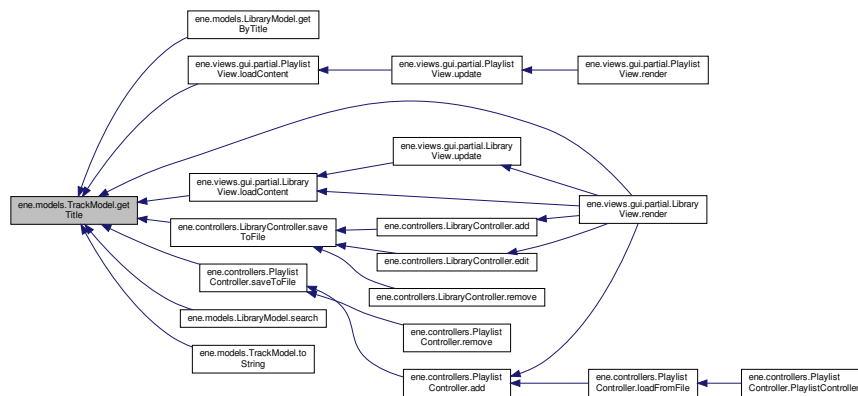 ene.models.LibraryModel.get
ByTitle
ene.views.gui.partial.Playlist
View.loadContent
ene.views.gui.partial.Playlist
View.update
ene.views.gui.partial.Playlist
View.render
ene.views.gui.partial.Library
View.update
ene.views.gui.partial.Library
View.loadContent
ene.models.TrackModel.get
Title
ene.views.gui.partial.Library
View.render
ene.controllers.LibraryController.save
ToFile
ene.controllers.LibraryController.add
ene.controllers.LibraryController.edit
ene.controllers.Playlist
Controller.saveToFile
ene.controllers.LibraryController.remove
ene.models.LibraryModel.search
ene.controllers.Playlist
Controller.remove
ene.models.TrackModel.to
String
ene.controllers.Playlist
Controller.add
ene.controllers.Playlist
Controller.loadFromFile
ene.controllers.Playlist
Controller.PlaylistController